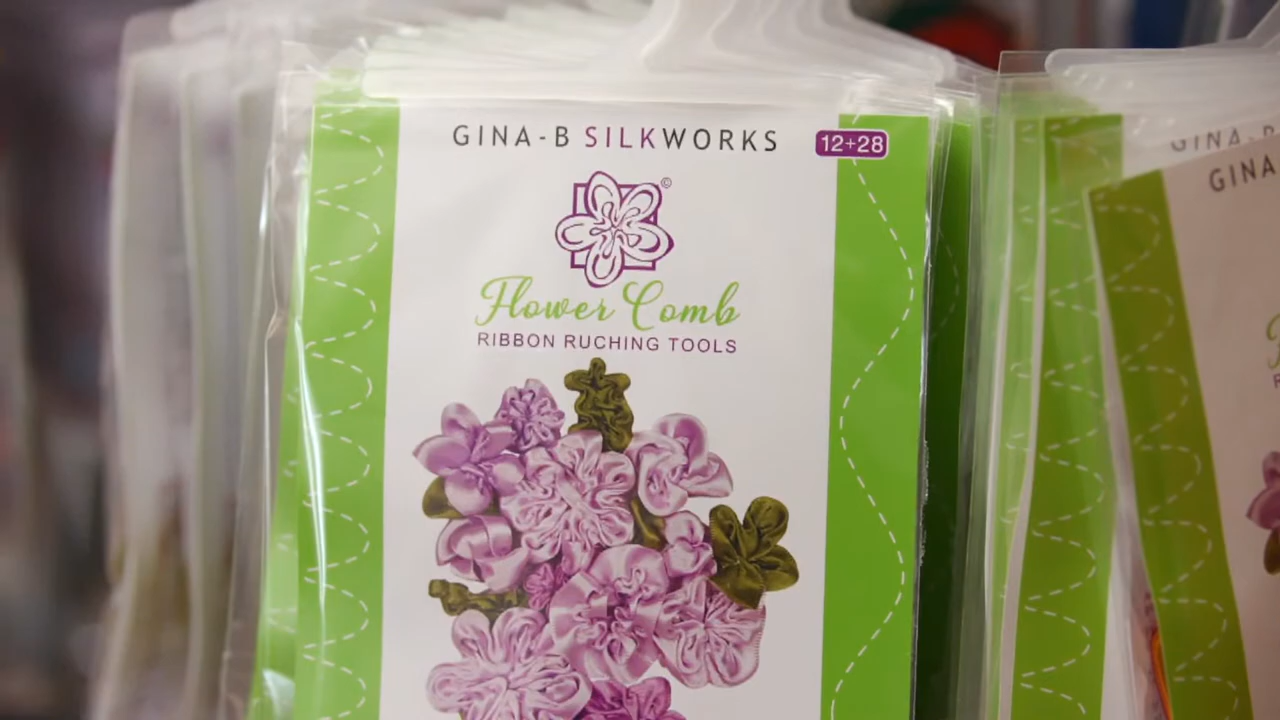 GINA-B SILKWORKS
12+28
©
Flower Comb
RIBBON RUCHING TOOLS
GINA-B
GINA